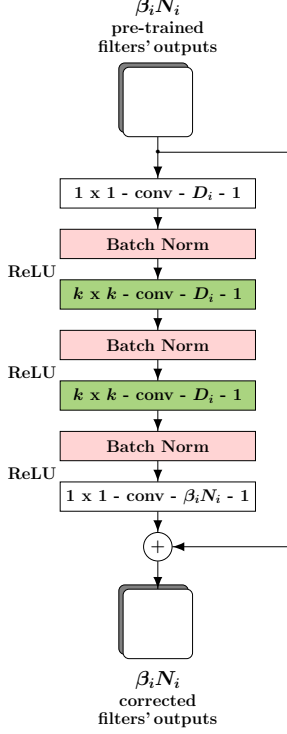 βᵢNᵢ
pre-trained
filters' outputs
1 x 1 - conv - Dᵢ - 1
Batch Norm
ReLU
k x k - conv - Dᵢ - 1
Batch Norm
ReLU
k x k - conv - Dᵢ - 1
Batch Norm
ReLU
1 x 1 - conv - βᵢNᵢ - 1
+
βᵢNᵢ
corrected
filters' outputs